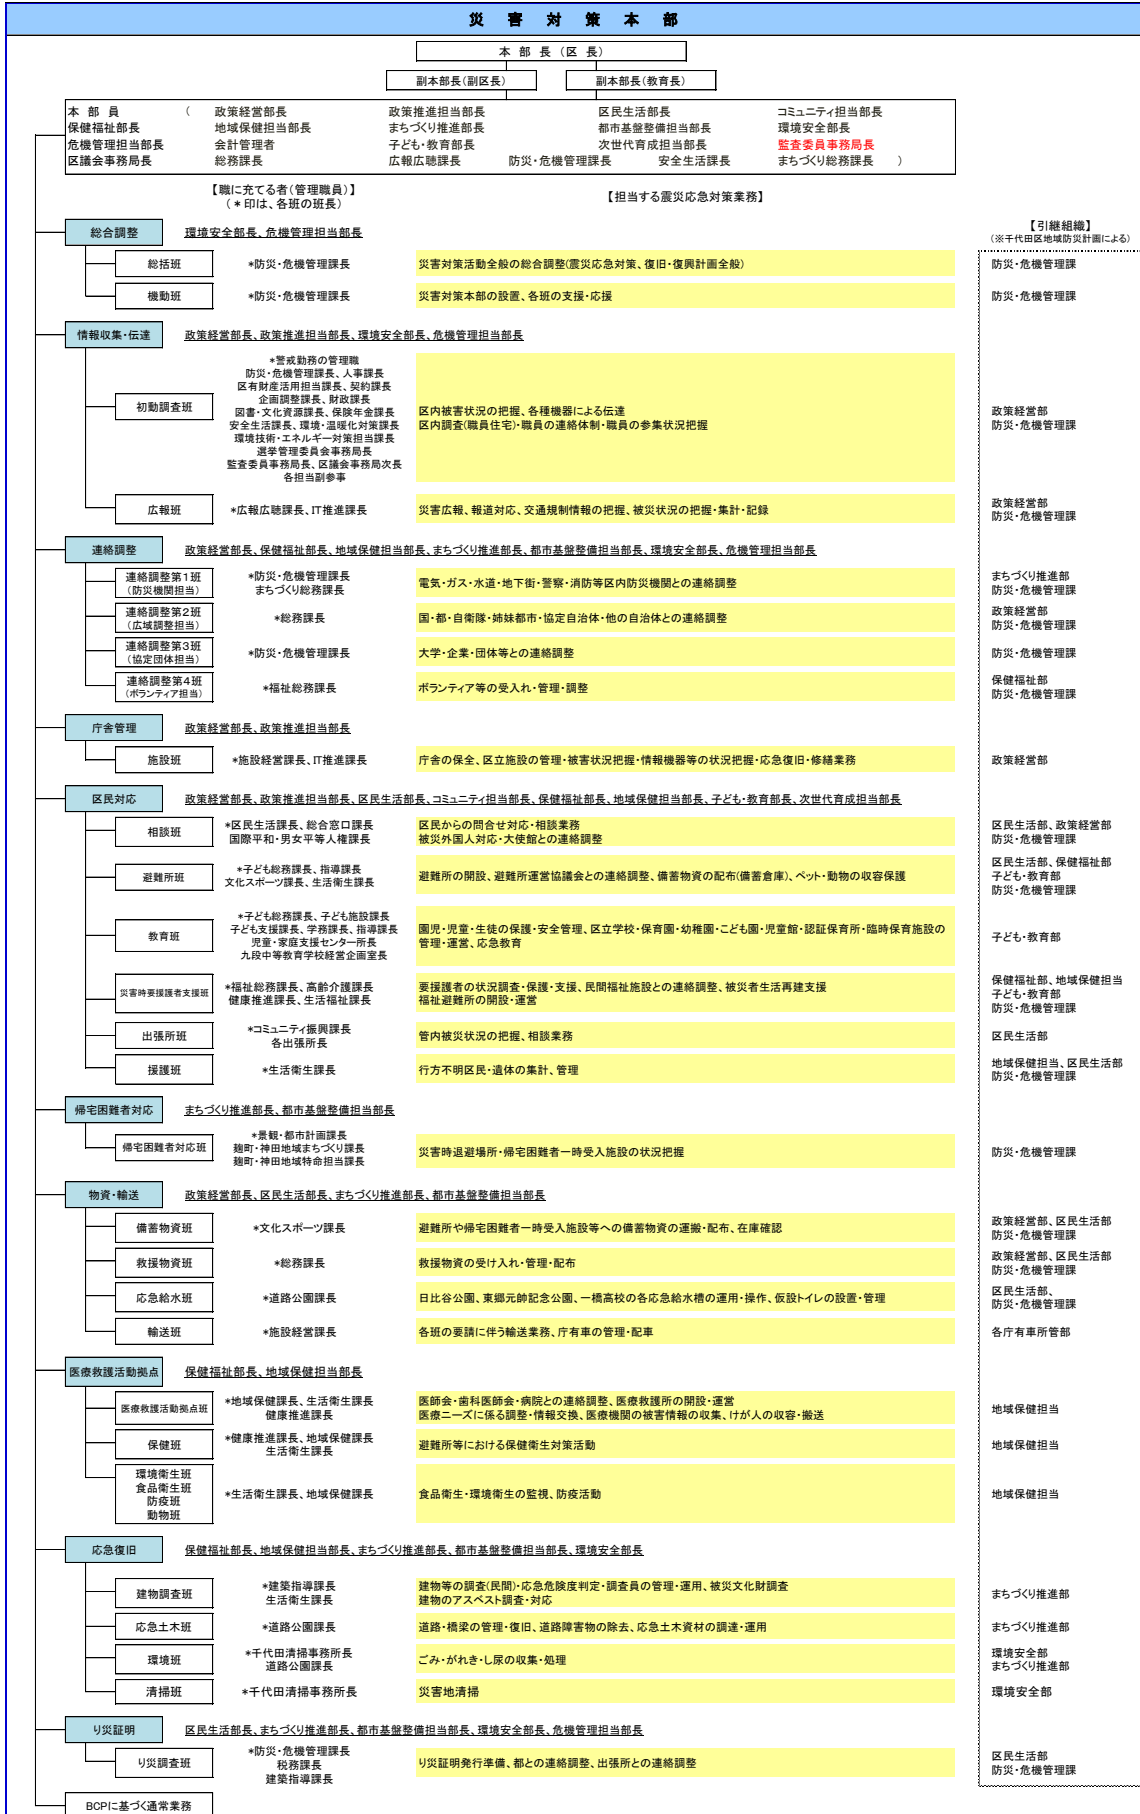 災害対策本部
本部長(区長)
副本部長(副区長)　副本部長(教育長)
本部員　（　政策経営部長　政策推進担当部長　区民生活部長　コミュニティ担当部長
保健福祉部長　地域保健担当部長　まちづくり推進部長　都市基盤整備担当部長　環境安全部長
危機管理担当部長　会計管理者　子ども・教育部長　次世代育成担当部長　監査委員事務局長
区議会事務局長　総務課長　広報広聴課長　防災・危機管理課長　安全生活課長　まちづくり総務課長　）
【職に充てる者(管理職員)】
(＊印は、各班の班長)
【担当する震災応急対策業務】
【引継組織】
(※千代田区地域防災計画による)
総合調整　環境安全部長、危機管理担当部長
総括班　*防災・危機管理課長　災害対策活動全般の総合調整(震災応急対策、復旧・復興計画全般)　防災・危機管理課
機動班　*防災・危機管理課長　災害対策本部の設置、各班の支援・応援　防災・危機管理課
情報収集・伝達　政策経営部長、政策推進担当部長、環境安全部長、危機管理担当部長
初動調査班
*警戒勤務の管理職
防災・危機管理課長、人事課長
区有財産活用担当課長、契約課長
企画調整課長、財政課長
図書・文化資源課長、保険年金課長
安全生活課長、環境・温暖化対策課長
環境技術・エネルギー対策担当課長
選挙管理委員会事務局長
監査委員事務局長、区議会事務局次長
各担当副参事
区内被害状況の把握、各種機器による伝達
区内調査(職員住宅)・職員の連絡体制・職員の参集状況把握
政策経営部
防災・危機管理課
広報班　*広報広聴課長、IT推進課長　災害広報、報道対応、交通規制情報の把握、被災状況の把握・集計・記録
政策経営部
防災・危機管理課
連絡調整　政策経営部長、保健福祉部長、地域保健担当部長、まちづくり推進部長、都市基盤整備担当部長、環境安全部長、危機管理担当部長
連絡調整第1班
(防災機関担当)
*防災・危機管理課長
まちづくり総務課長
電気・ガス・水道・地下街・警察・消防等区内防災機関との連絡調整
まちづくり推進部
防災・危機管理課
連絡調整第2班
(広域調整担当)
*総務課長
国・都・自衛隊・姉妹都市・協定自治体・他の自治体との連絡調整
政策経営部
防災・危機管理課
連絡調整第3班
(協定団体担当)
*防災・危機管理課長
大学・企業・団体等との連絡調整
防災・危機管理課
連絡調整第4班
(ボランティア担当)
*福祉総務課長
ボランティア等の受入れ・管理・調整
保健福祉部
防災・危機管理課
庁舎管理　政策経営部長、政策推進担当部長
施設班　*施設経営課長、IT推進課長　庁舎の保全、区立施設の管理・被害状況把握・情報機器等の状況把握・応急復旧・修繕業務　政策経営部
区民対応　政策経営部長、政策推進担当部長、区民生活部長、コミュニティ担当部長、保健福祉部長、地域保健担当部長、子ども・教育部長、次世代育成担当部長
相談班
*区民生活課長、総合窓口課長
国際平和・男女平等人権課長
区民からの問合せ対応・相談業務
被災外国人対応・大使館との連絡調整
区民生活部、政策経営部
防災・危機管理課
避難所班
*子ども総務課長、指導課長
文化スポーツ課長、生活衛生課長
避難所の開設、避難所運営協議会との連絡調整、備蓄物資の配布(備蓄倉庫)、ペット・動物の収容保護
区民生活部、保健福祉部
子ども・教育部
防災・危機管理課
教育班
*子ども総務課長、子ども施設課長
子ども支援課長、学務課長、指導課長
児童・家庭支援センター所長
九段中等教育学校経営企画室長
園児・児童・生徒の保護・安全管理、区立学校・保育園・幼稚園・こども園・児童館・認証保育所・臨時保育施設の
管理・運営、応急教育
子ども・教育部
災害時要援護者支援班
*福祉総務課長、高齢介護課長
健康推進課長、生活福祉課長
要援護者の状況調査・保護・支援、民間福祉施設との連絡調整、被災者生活再建支援
福祉避難所の開設・運営
保健福祉部、地域保健担当
子ども・教育部
防災・危機管理課
出張所班
*コミュニティ振興課長
各出張所長
管内被災状況の把握、相談業務
区民生活部
援護班　*生活衛生課長　行方不明区民・遺体の集計、管理
地域保健担当、区民生活部
防災・危機管理課
帰宅困難者対応　まちづくり推進部長、都市基盤整備担当部長
帰宅困難者対応班
*景観・都市計画課長
麹町・神田地域まちづくり課長
麹町・神田地域特命担当課長
災害時退避場所・帰宅困難者一時受入施設の状況把握
防災・危機管理課
物資・輸送　政策経営部長、区民生活部長、まちづくり推進部長、都市基盤整備担当部長
備蓄物資班　*文化スポーツ課長　避難所や帰宅困難者一時受入施設等への備蓄物資の運搬・配布、在庫確認
政策経営部、区民生活部
防災・危機管理課
救援物資班　*総務課長　救援物資の受け入れ・管理・配布
政策経営部、区民生活部
防災・危機管理課
応急給水班　*道路公園課長　日比谷公園、東郷元帥記念公園、一橋高校の各応急給水槽の運用・操作、仮設トイレの設置・管理
区民生活部、
防災・危機管理課
輸送班　*施設経営課長　各班の要請に伴う輸送業務、庁有車の管理・配車　各庁有車所管部
医療救護活動拠点　保健福祉部長、地域保健担当部長
医療救護活動拠点班
*地域保健課長、生活衛生課長
健康推進課長
医師会・歯科医師会・病院との連絡調整、医療救護所の開設・運営
医療ニーズに係る調整・情報交換、医療機関の被害情報の収集、けが人の収容・搬送
地域保健担当
保健班
*健康推進課長、地域保健課長
生活衛生課長
避難所等における保健衛生対策活動
地域保健担当
環境衛生班
食品衛生班
防疫班
動物班
*生活衛生課長、地域保健課長
食品衛生・環境衛生の監視、防疫活動
地域保健担当
応急復旧　保健福祉部長、地域保健担当部長、まちづくり推進部長、都市基盤整備担当部長、環境安全部長
建物調査班
*建築指導課長
生活衛生課長
建物等の調査(民間)・応急危険度判定・調査員の管理・運用、被災文化財調査
建物のアスベスト調査・対応
まちづくり推進部
応急土木班　*道路公園課長　道路・橋梁の管理・復旧、道路障害物の除去、応急土木資材の調達・運用　まちづくり推進部
環境班
*千代田清掃事務所長
道路公園課長
ごみ・がれき・し尿の収集・処理
環境安全部
まちづくり推進部
清掃班　*千代田清掃事務所長　災害地清掃　環境安全部
り災証明　区民生活部長、まちづくり推進部長、都市基盤整備担当部長、環境安全部長、危機管理担当部長
り災調査班
*防災・危機管理課長
税務課長
建築指導課長
り災証明発行準備、都との連絡調整、出張所との連絡調整
区民生活部
防災・危機管理課
BCPに基づく通常業務